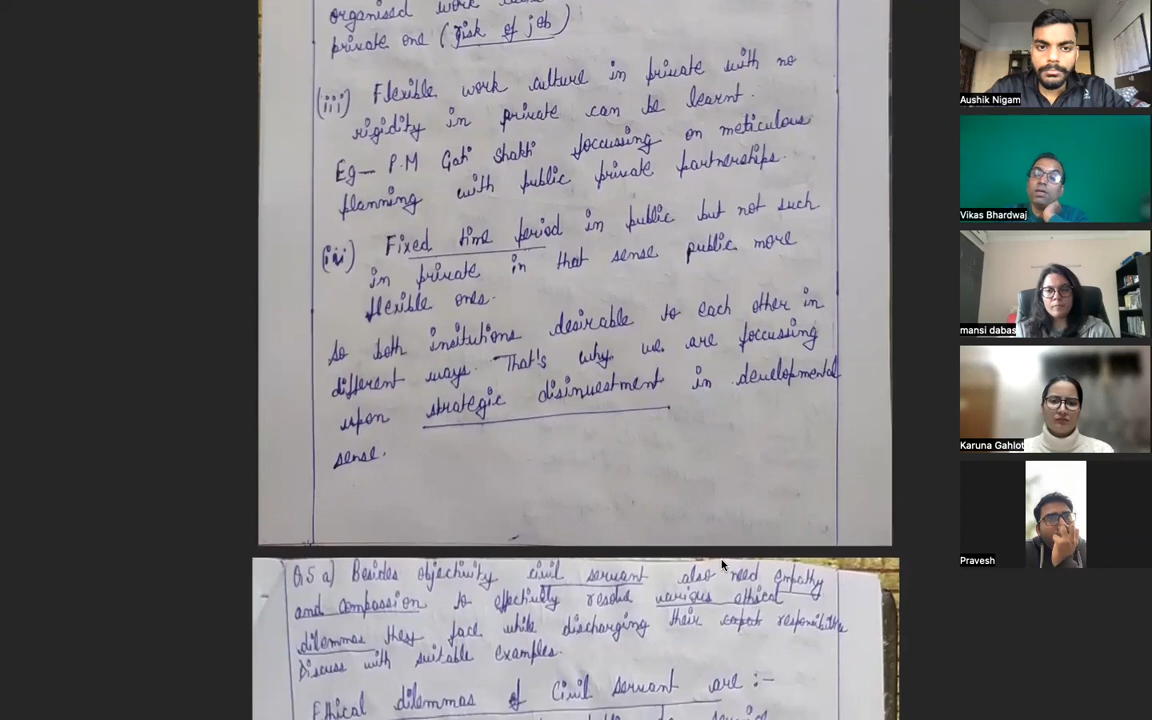 organised work
private one (risk of job)
(iii) Flexible work culture in private with no
rigidity in private can be learnt.
Eg— P.M Gati Shakti focussing on meticulous
planning with public private partnerships.
(iv) Fixed time period in public but not such
in private in that sense public more
flexible ones.
So both insitutions desirable to each other in
different ways. That's why we are focussing
upon strategic disinvestment in developmental
sense.
Q.5 a) Besides objectivity civil servant also need empathy
and compassion to effectively resolve various ethical
dilemmas they face while discharging their responsibilities
Discuss with suitable examples.
Ethical dilemmas of Civil servant are :-
Aushik Nigam
Vikas Bhardwaj
mansi dabas
Karuna Gahlot
Pravesh